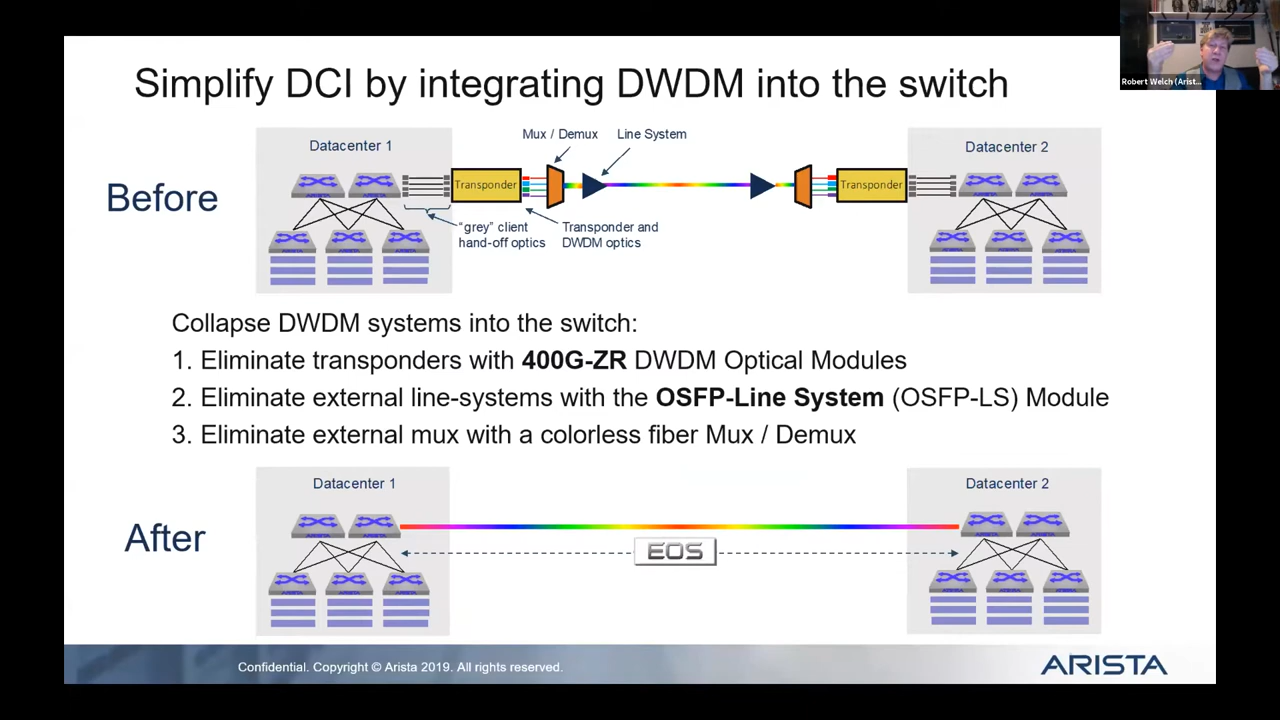 Simplify DCI by integrating DWDM into the switch
Robert Welch (Arist...
Before
Datacenter 1
Mux / Demux
Line System
Datacenter 2
Transponder
Transponder
"grey" client
hand-off optics
Transponder and
DWDM optics
Collapse DWDM systems into the switch:
1. Eliminate transponders with 400G-ZR DWDM Optical Modules
2. Eliminate external line-systems with the OSFP-Line System (OSFP-LS) Module
3. Eliminate external mux with a colorless fiber Mux / Demux
After
Datacenter 1
Datacenter 2
EOS
Confidential. Copyright © Arista 2019. All rights reserved.
ARISTA